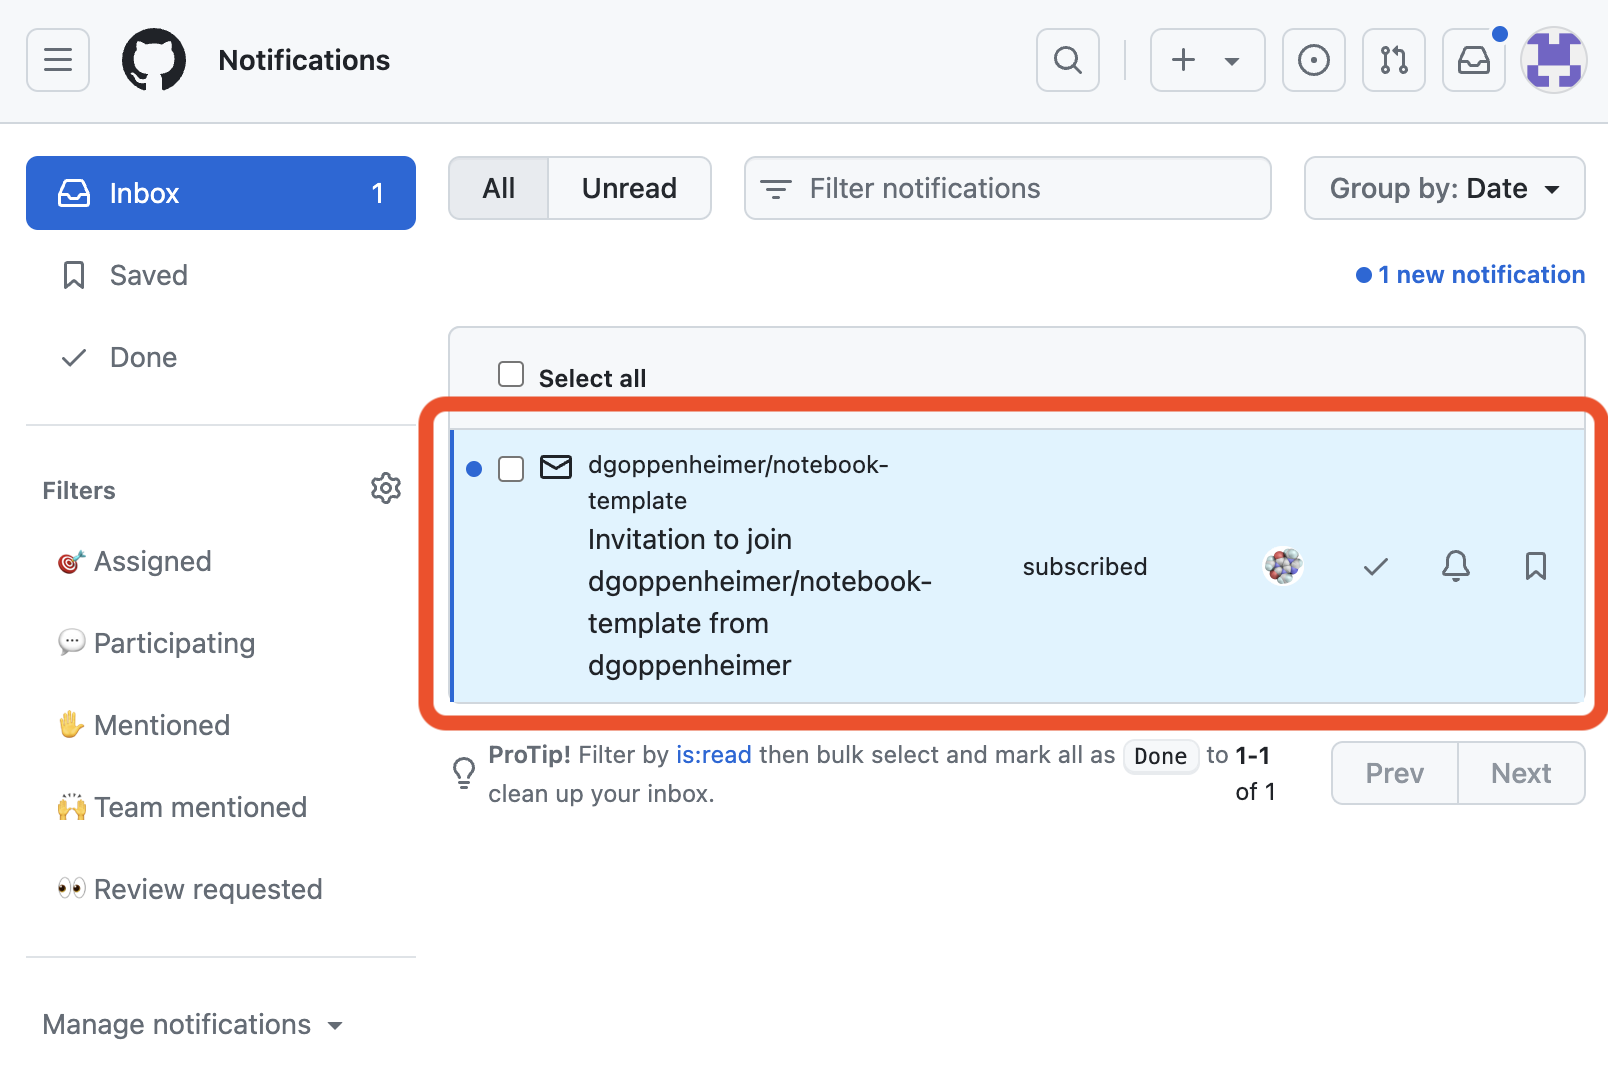 Notifications
Inbox 1
Saved
Done
Filters
Assigned
Participating
Mentioned
Team mentioned
Review requested
Manage notifications
All Unread Filter notifications Group by: Date
1 new notification
Select all
dgoppenheimer/notebook-
template
Invitation to join
dgoppenheimer/notebook-
template from
dgoppenheimer
subscribed
ProTip! Filter by is:read then bulk select and mark all as Done to
clean up your inbox.
1-1
of 1
Prev Next